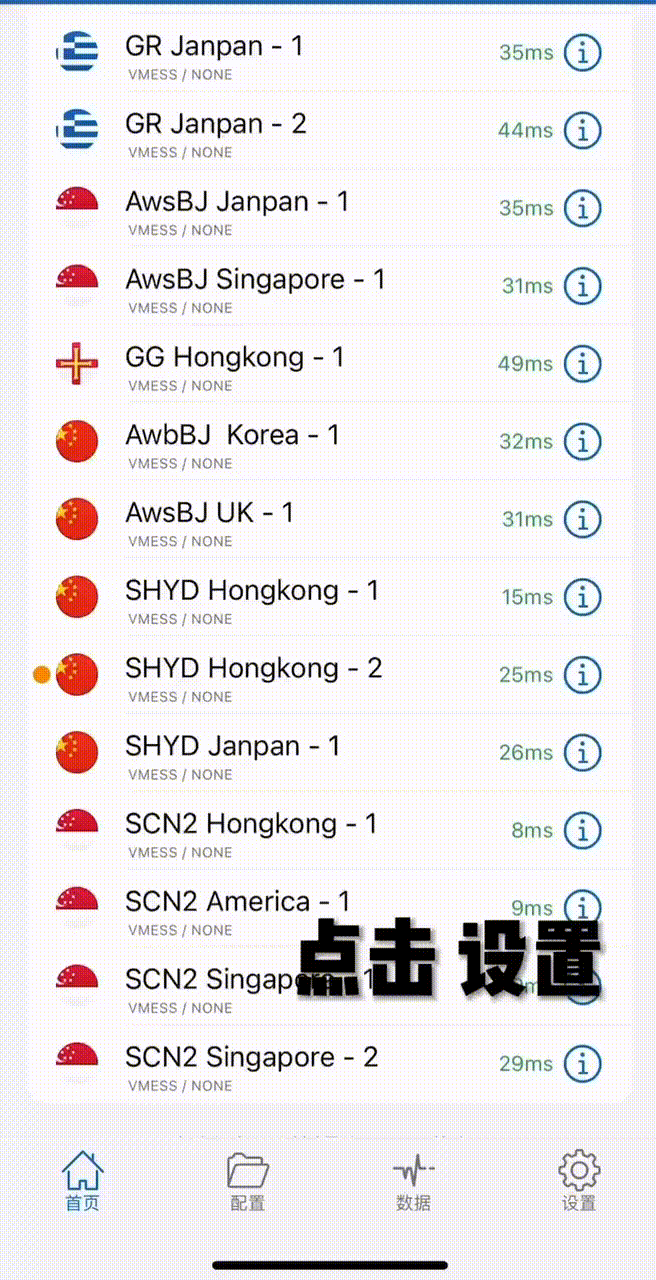 GR Janpan - 1
35ms
VMESS / NONE
GR Janpan - 2
44ms
VMESS / NONE
AwsBJ Janpan - 1
35ms
VMESS / NONE
AwsBJ Singapore - 1
31ms
VMESS / NONE
GG Hongkong - 1
49ms
VMESS / NONE
AwbBJ  Korea - 1
32ms
VMESS / NONE
AwsBJ UK - 1
31ms
VMESS / NONE
SHYD Hongkong - 1
15ms
VMESS / NONE
SHYD Hongkong - 2
25ms
VMESS / NONE
SHYD Janpan - 1
26ms
VMESS / NONE
SCN2 Hongkong - 1
8ms
VMESS / NONE
SCN2 America - 1
9ms
VMESS / NONE
点击 设置
SCN2 Singapore - 1
VMESS / NONE
SCN2 Singapore - 2
29ms
VMESS / NONE
首页
配置
数据
设置